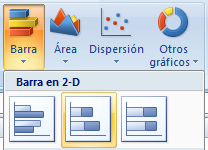 Barra
Área
Dispersión
Otros
gráficos
Barra en 2-D